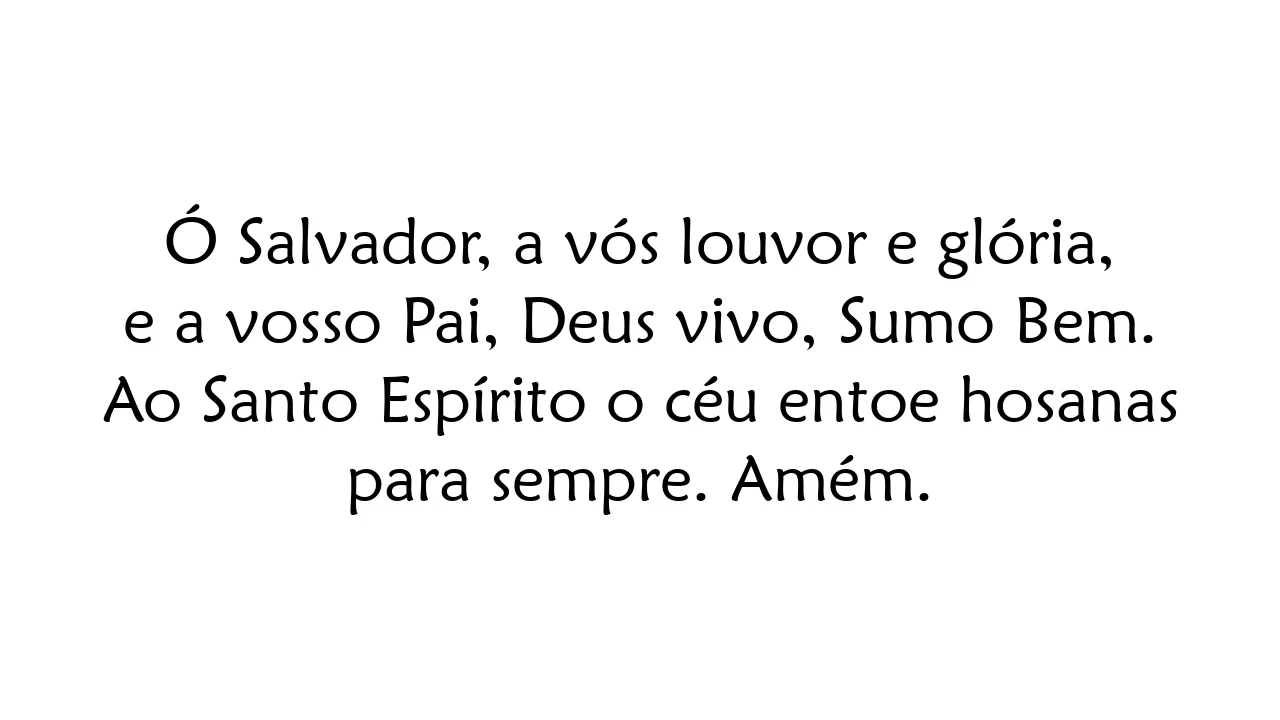 Ó Salvador, a vós louvor e glória,
e a vosso Pai, Deus vivo, Sumo Bem.
Ao Santo Espírito o céu entoe hosanas
para sempre. Amém.